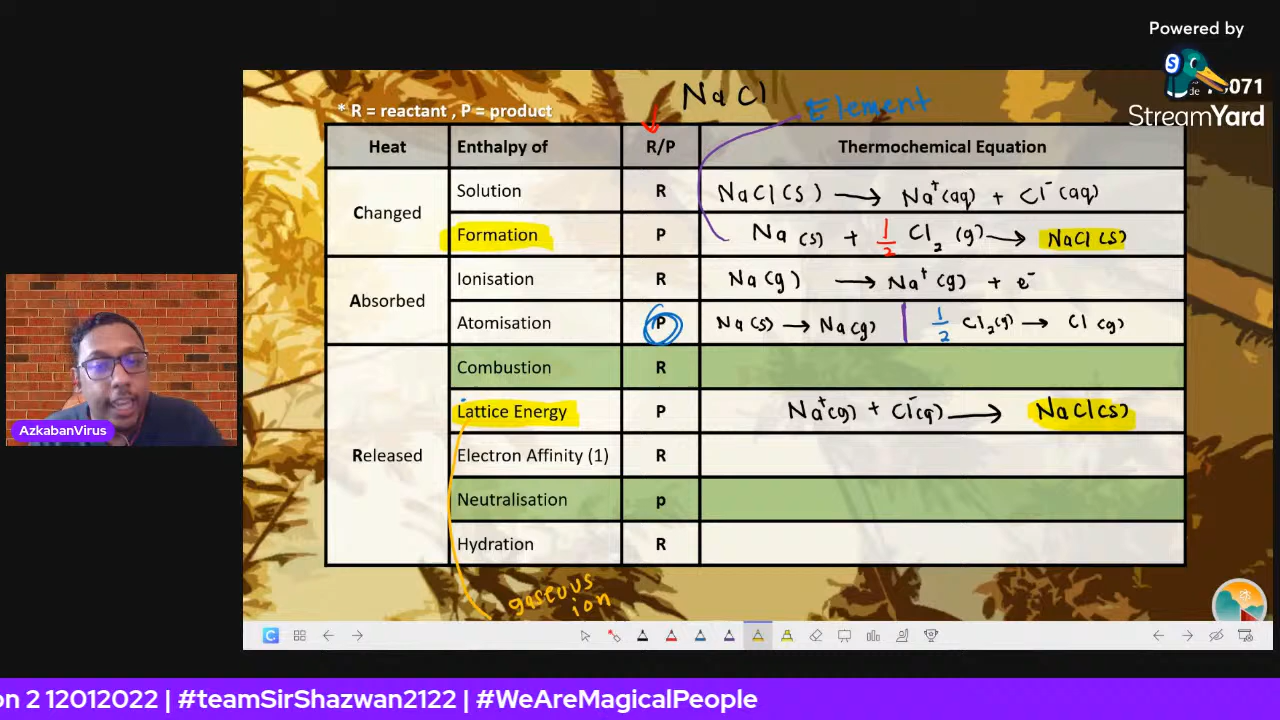 Powered by
StreamYard
071
NaCl
Element
* R = reactant , P = product
Heat Enthalpy of R/P Thermochemical Equation
Changed
Solution R NaCl(s) → Na⁺(aq) + Cl⁻(aq)
Formation P Na(s) + 1/2 Cl₂(g) → NaCl(s)
Absorbed
Ionisation R Na(g) → Na⁺(g) + e⁻
Atomisation P Na(s) → Na(g) | 1/2 Cl₂(g) → Cl(g)
Released
Combustion R
Lattice Energy P Na⁺(g) + Cl⁻(g) → NaCl(s)
Electron Affinity (1) R
Neutralisation p
Hydration R
gaseous
ion
AzkabanVirus
on 2 12012022 | #teamSirShazwan2122 | #WeAreMagicalPeople